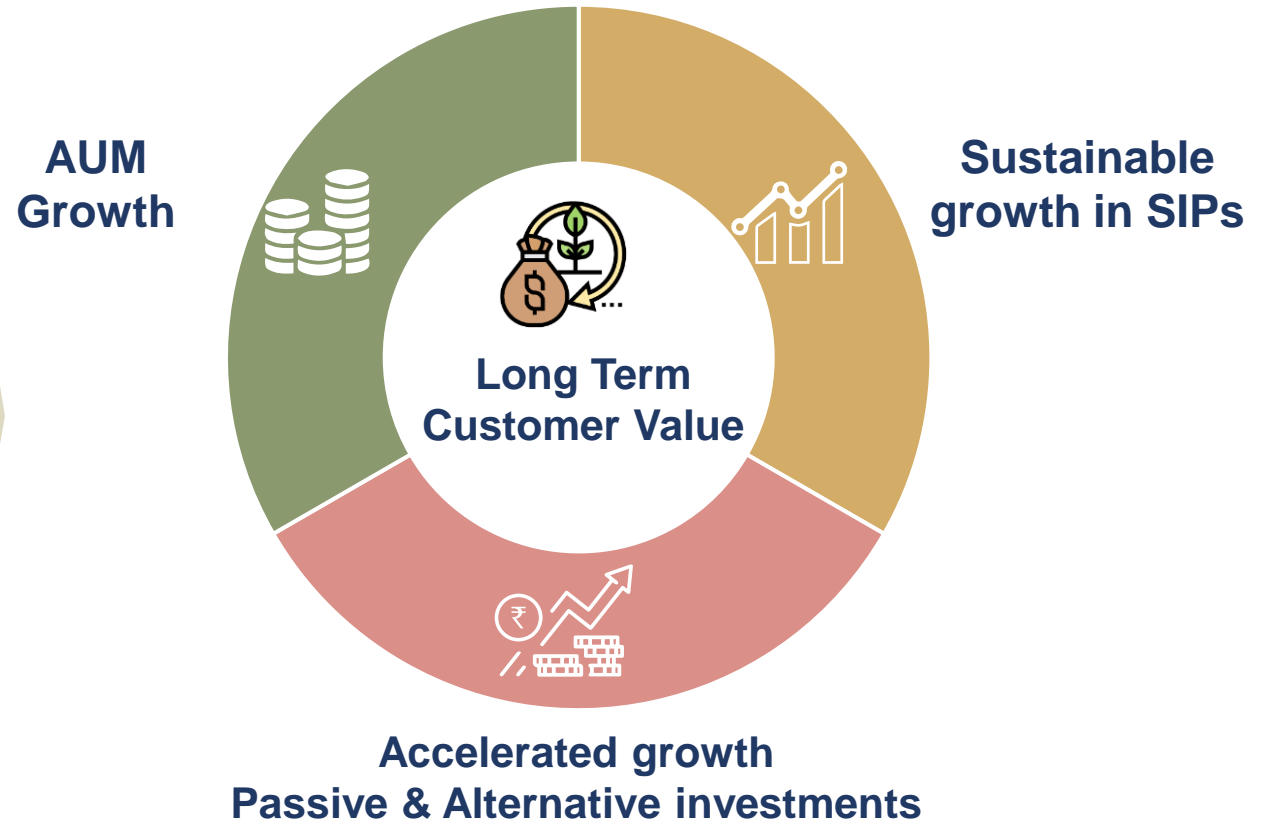 AUM
Growth
Sustainable
growth in SIPs
$
Long Term
Customer Value
₹
Accelerated growth
Passive & Alternative investments